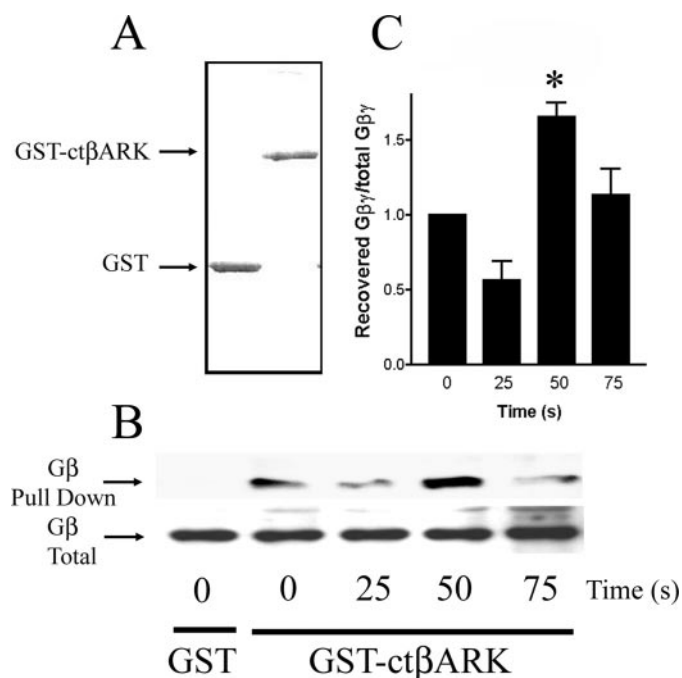 A
GST-ctβARK
GST
C
*
Recovered Gβγ/total Gβγ
1.5
1.0
0.5
0.0
0 25 50 75
Time (s)
B
Gβ
Pull Down
Gβ
Total
0 0 25 50 75 Time (s)
GST GST-ctβARK